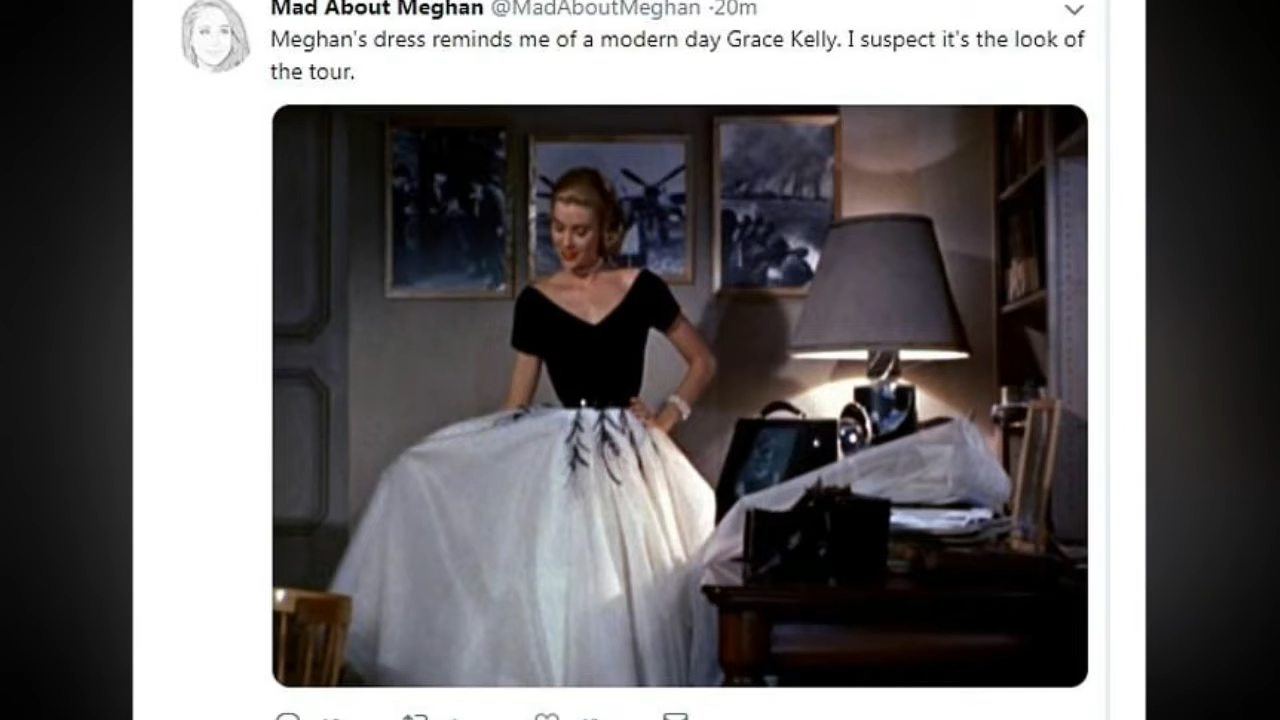 Mad About Meghan @MadAboutMeghan ·20m
Meghan's dress reminds me of a modern day Grace Kelly. I suspect it's the look of
the tour.